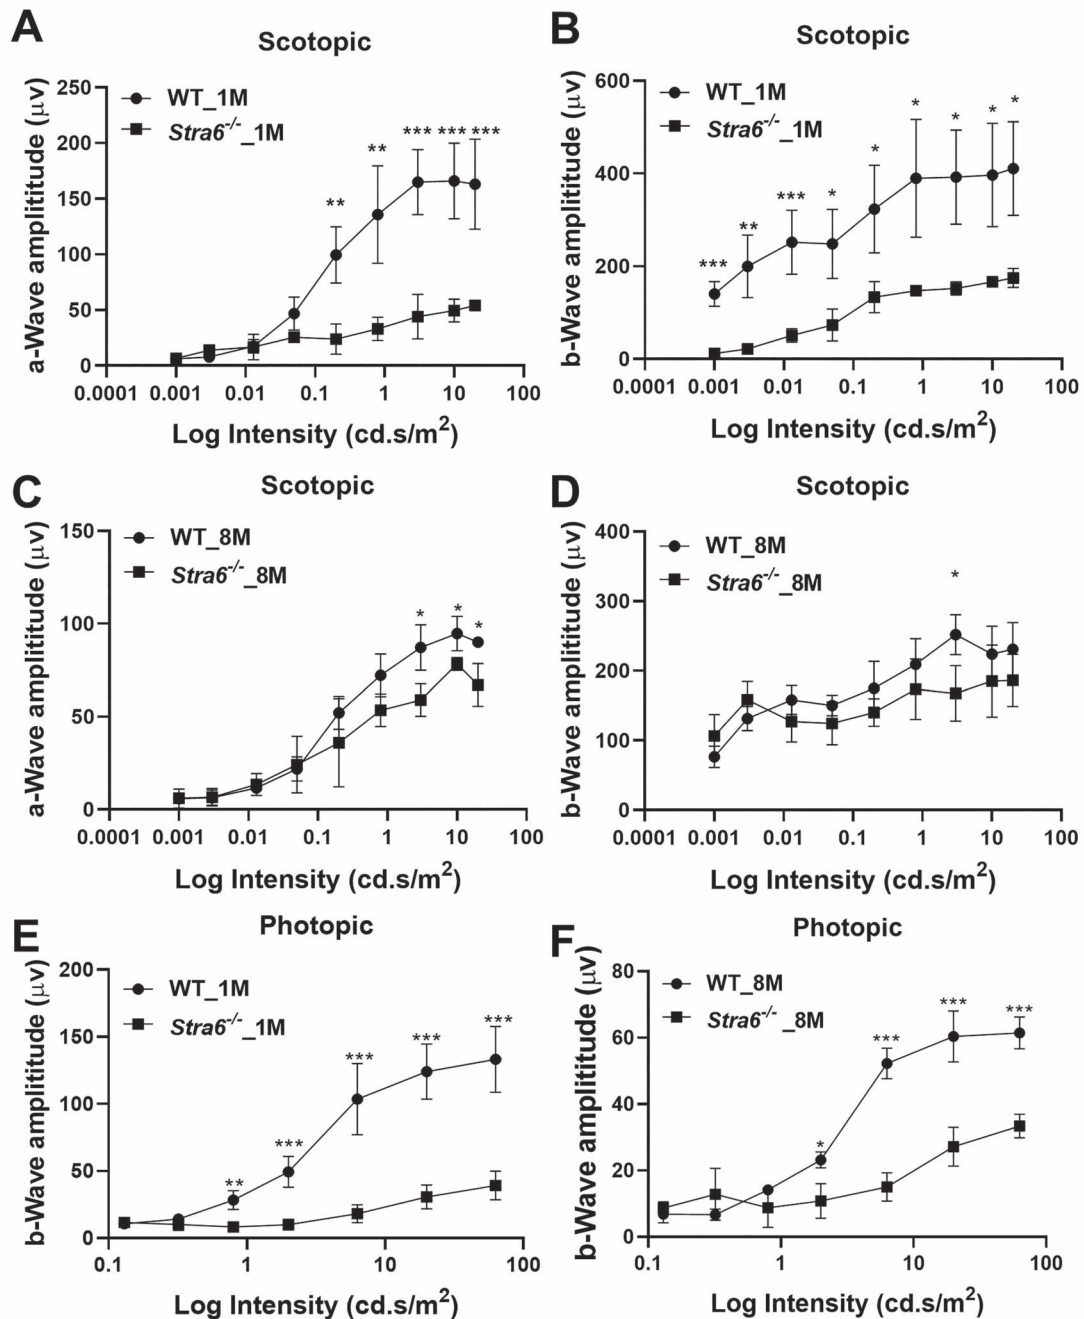 A
Scotopic
a-Wave amplititude (μv)
WT_1M
Stra6-/-_1M
250
200
150
100
50
0
** ** *** *** ***
0.0001 0.001 0.01 0.1 1 10 100
Log Intensity (cd.s/m2)
B
Scotopic
b-Wave amplititude (μv)
WT_1M
Stra6-/-_1M
600
400
200
0
*** ** *** * * * * * *
0.0001 0.001 0.01 0.1 1 10 100
Log Intensity (cd.s/m2)
C
Scotopic
a-Wave amplititude (μv)
WT_8M
Stra6-/-_8M
150
100
50
0
* * *
0.0001 0.001 0.01 0.1 1 10 100
Log Intensity (cd.s/m2)
D
Scotopic
b-Wave amplititude (μv)
WT_8M
Stra6-/-_8M
400
300
200
100
0
*
0.0001 0.001 0.01 0.1 1 10 100
Log Intensity (cd.s/m2)
E
Photopic
b-Wave amplititude (μv)
WT_1M
Stra6-/-_1M
200
150
100
50
0
** *** *** *** ***
0.1 1 10 100
Log Intensity (cd.s/m2)
F
Photopic
b-Wave amplititude (μv)
WT_8M
Stra6-/-_8M
80
60
40
20
0
* *** *** ***
0.1 1 10 100
Log Intensity (cd.s/m2)